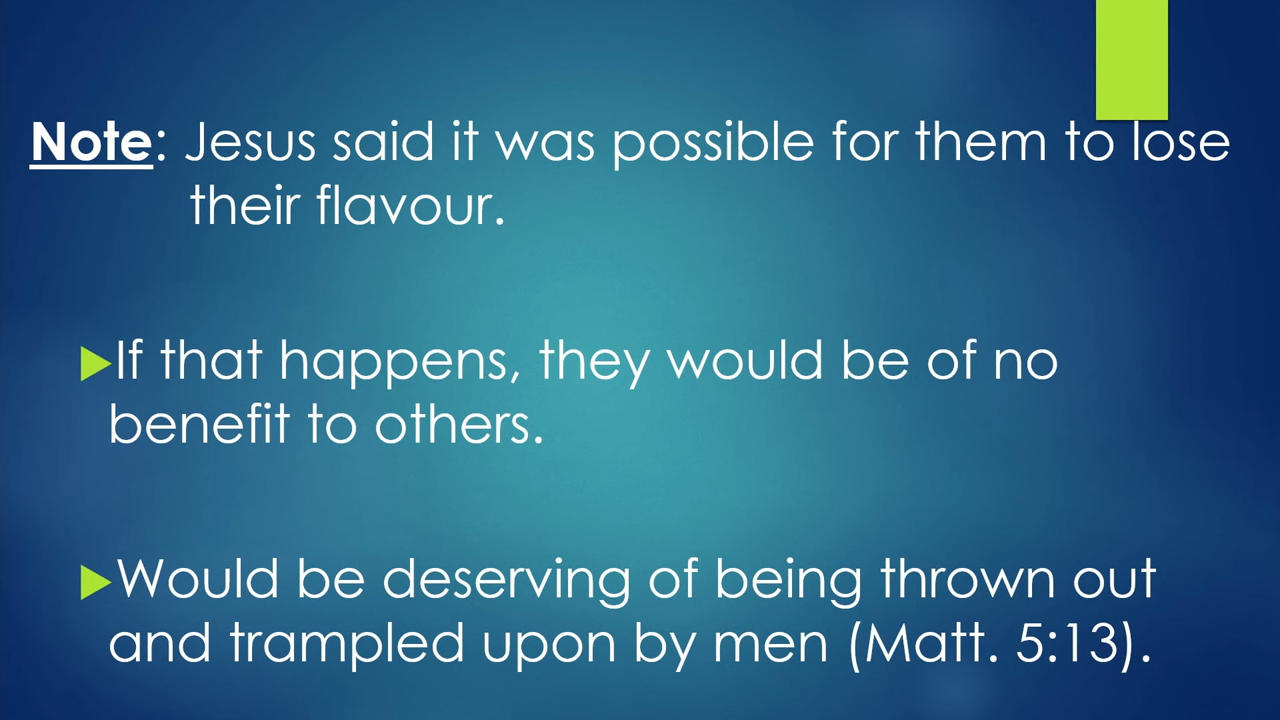 Note: Jesus said it was possible for them to lose
their flavour.
If that happens, they would be of no
benefit to others.
Would be deserving of being thrown out
and trampled upon by men (Matt. 5:13).